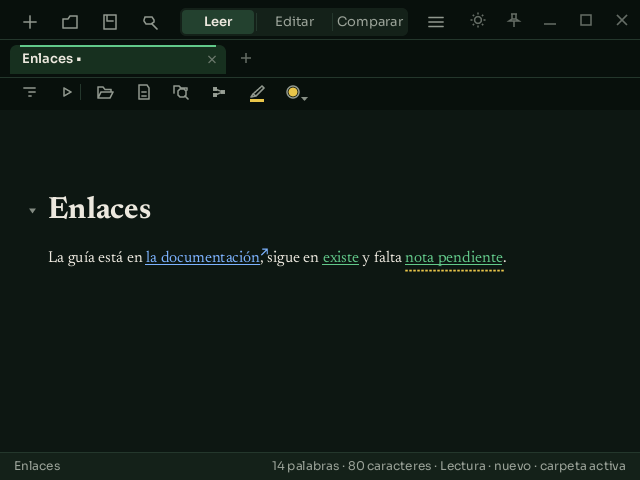 Leer Editar Comparar
Enlaces
Enlaces
La guía está en la documentación, sigue en existe y falta nota pendiente.
Enlaces 14 palabras · 80 caracteres · Lectura · nuevo · carpeta activa